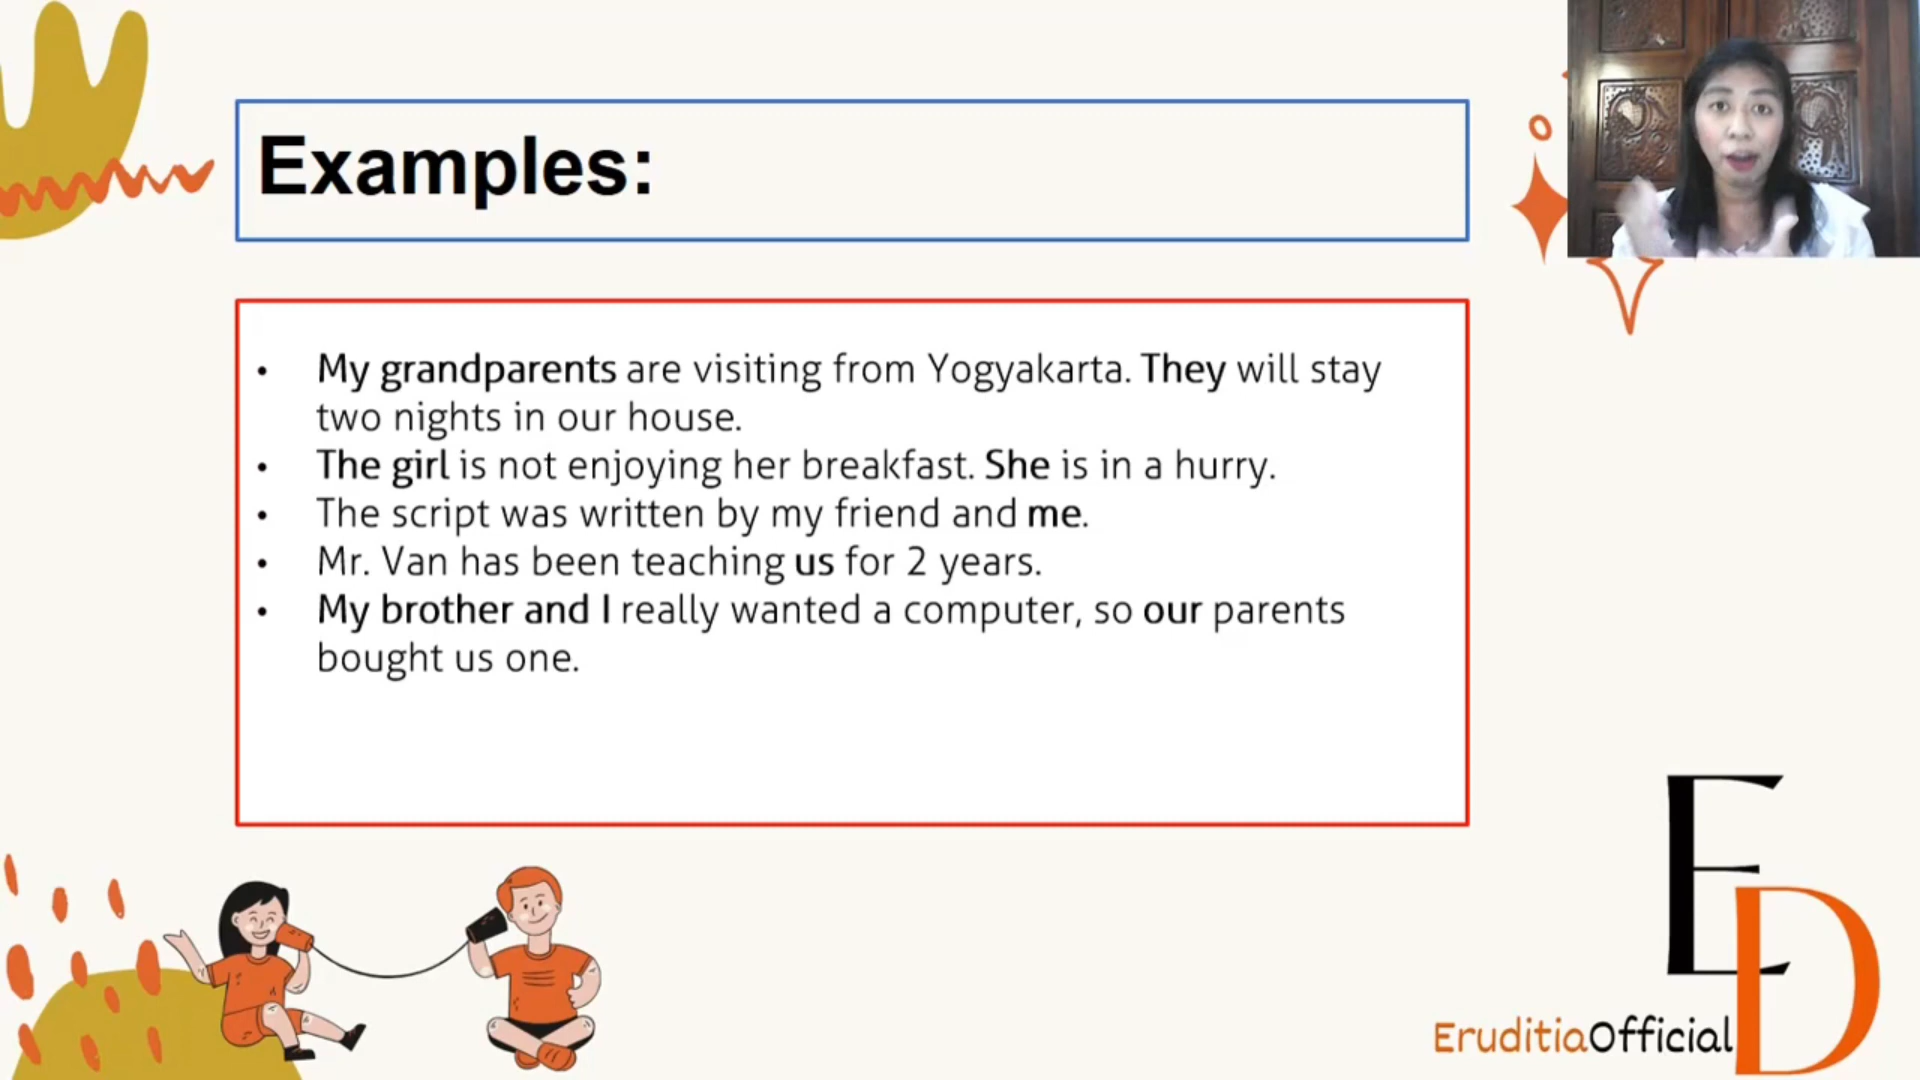 Examples:
• My grandparents are visiting from Yogyakarta. They will stay
two nights in our house.
• The girl is not enjoying her breakfast. She is in a hurry.
• The script was written by my friend and me.
• Mr. Van has been teaching us for 2 years.
• My brother and I really wanted a computer, so our parents
bought us one.
ED
EruditiaOfficial